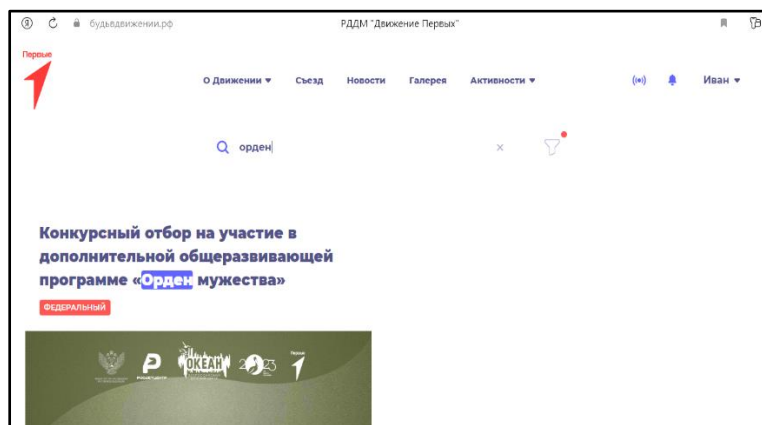 будьвдвижении.рф
РДДМ "Движение Первых"
Первые
О Движении
Съезд
Новости
Галерея
Активности
Иван
орден
Конкурсный отбор на участие в
дополнительной общеразвивающей
программе «Орден мужества»
ФЕДЕРАЛЬНЫЙ
ОКЕАН
2023
Первые